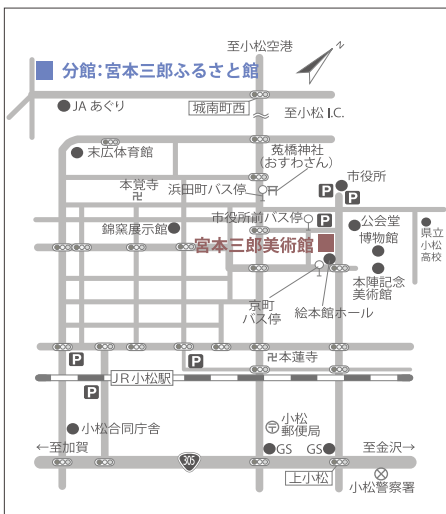 至小松空港
N
分館：宮本三郎ふるさと館
JAあぐり
城南町西
至小松I.C.
莵橋神社
（おすわさん）
末広体育館
本覚寺
卍
浜田町バス停
市役所
P
P
市役所前バス停
P
公会堂
博物館
県立
小松
高校
錦窯展示館
宮本三郎美術館
本陣記念
美術館
京町
バス停
絵本館ホール
卍本蓮寺
P
P
JR小松駅
P
小松合同庁舎
小松
郵便局
←至加賀
GS
GS
至金沢→
305
上小松
小松警察署